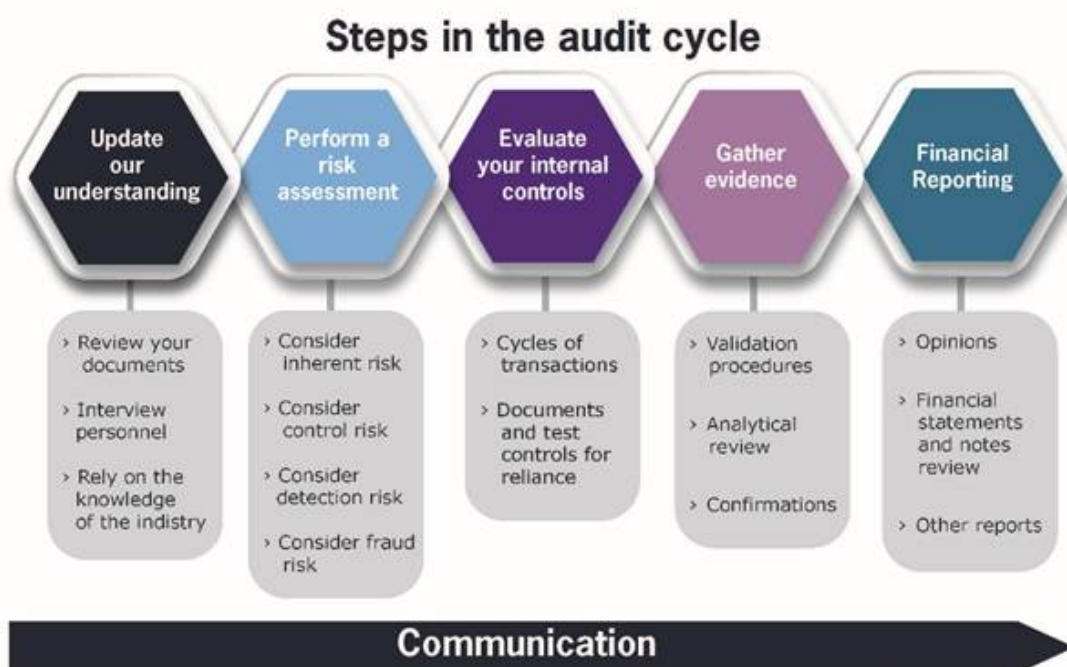 Steps in the audit cycle
Update
our
understanding
Perform a
risk
assessment
Evaluate
your internal
controls
Gather
evidence
Financial
Reporting
› Review your
documents
› Interview
personnel
› Rely on the
knowledge
of the indistry
› Consider
inherent risk
› Consider
control risk
› Consider
detection risk
› Consider fraud
risk
› Cycles of
transactions
› Documents
and test
controls for
reliance
› Validation
procedures
› Analytical
review
› Confirmations
› Opinions
› Financial
statements
and notes
review
› Other reports
Communication